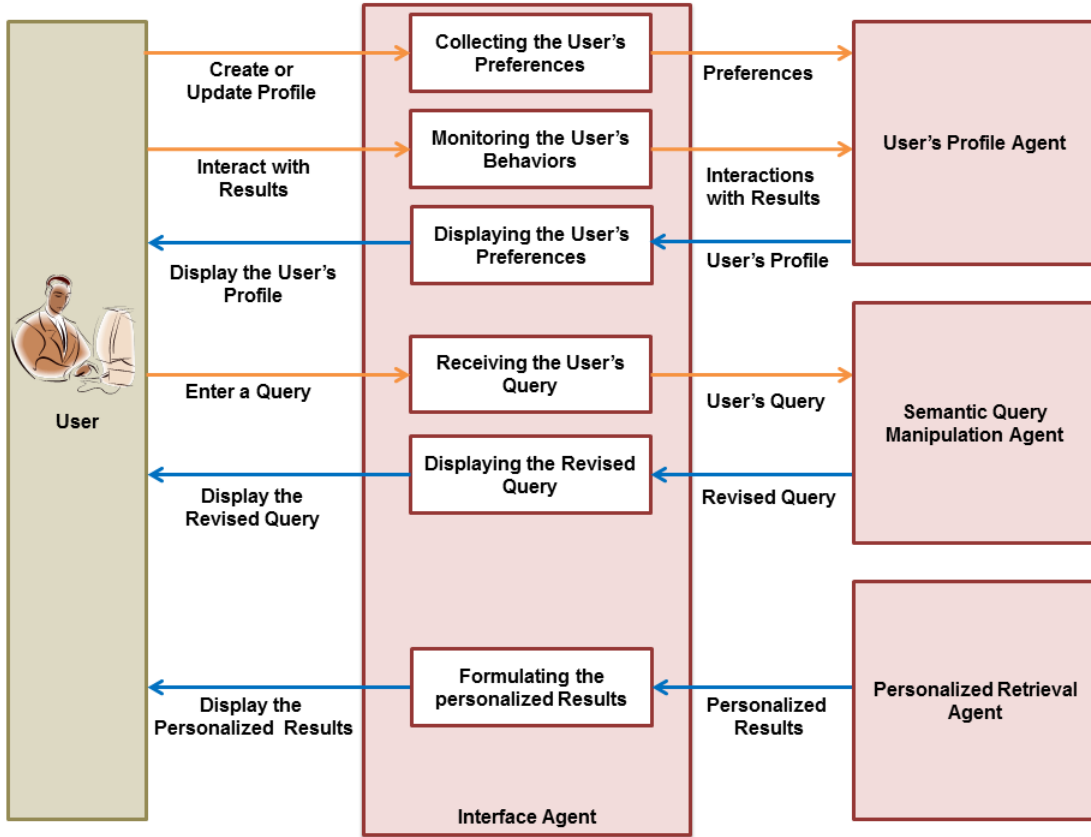 Collecting the User's
Preferences
Create or
Update Profile
Preferences
User's Profile Agent
Monitoring the User's
Behaviors
Interact with
Results
Interactions
with Results
Displaying the User's
Preferences
Display the User's
Profile
User's Profile
Receiving the User's
Query
Enter a Query
User's Query
User
Semantic Query
Manipulation Agent
Displaying the Revised
Query
Display the
Revised Query
Revised Query
Formulating the
personalized Results
Display the
Personalized Results
Personalized
Results
Personalized Retrieval
Agent
Interface Agent